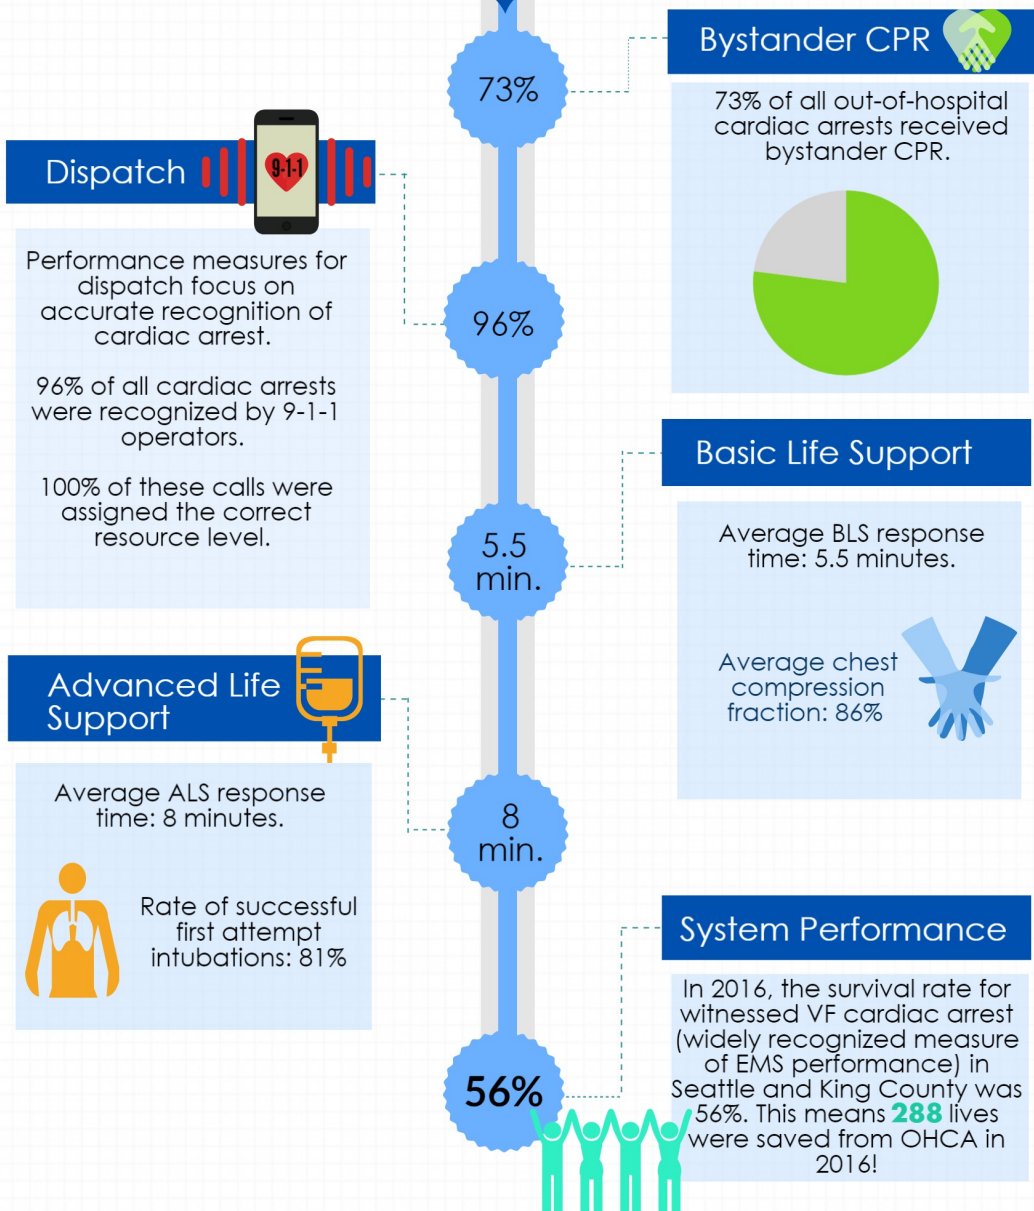 73%
Bystander CPR
73% of all out-of-hospital
cardiac arrests received
bystander CPR.
Dispatch
9-1-1
Performance measures for
dispatch focus on
accurate recognition of
cardiac arrest.
96% of all cardiac arrests
were recognized by 9-1-1
operators.
100% of these calls were
assigned the correct
resource level.
96%
Basic Life Support
Average BLS response
time: 5.5 minutes.
Average chest
compression
fraction: 86%
5.5
min.
Advanced Life
Support
Average ALS response
time: 8 minutes.
Rate of successful
first attempt
intubations: 81%
8
min.
System Performance
In 2016, the survival rate for
witnessed VF cardiac arrest
(widely recognized measure
of EMS performance) in
Seattle and King County was
56%. This means 288 lives
were saved from OHCA in
2016!
56%